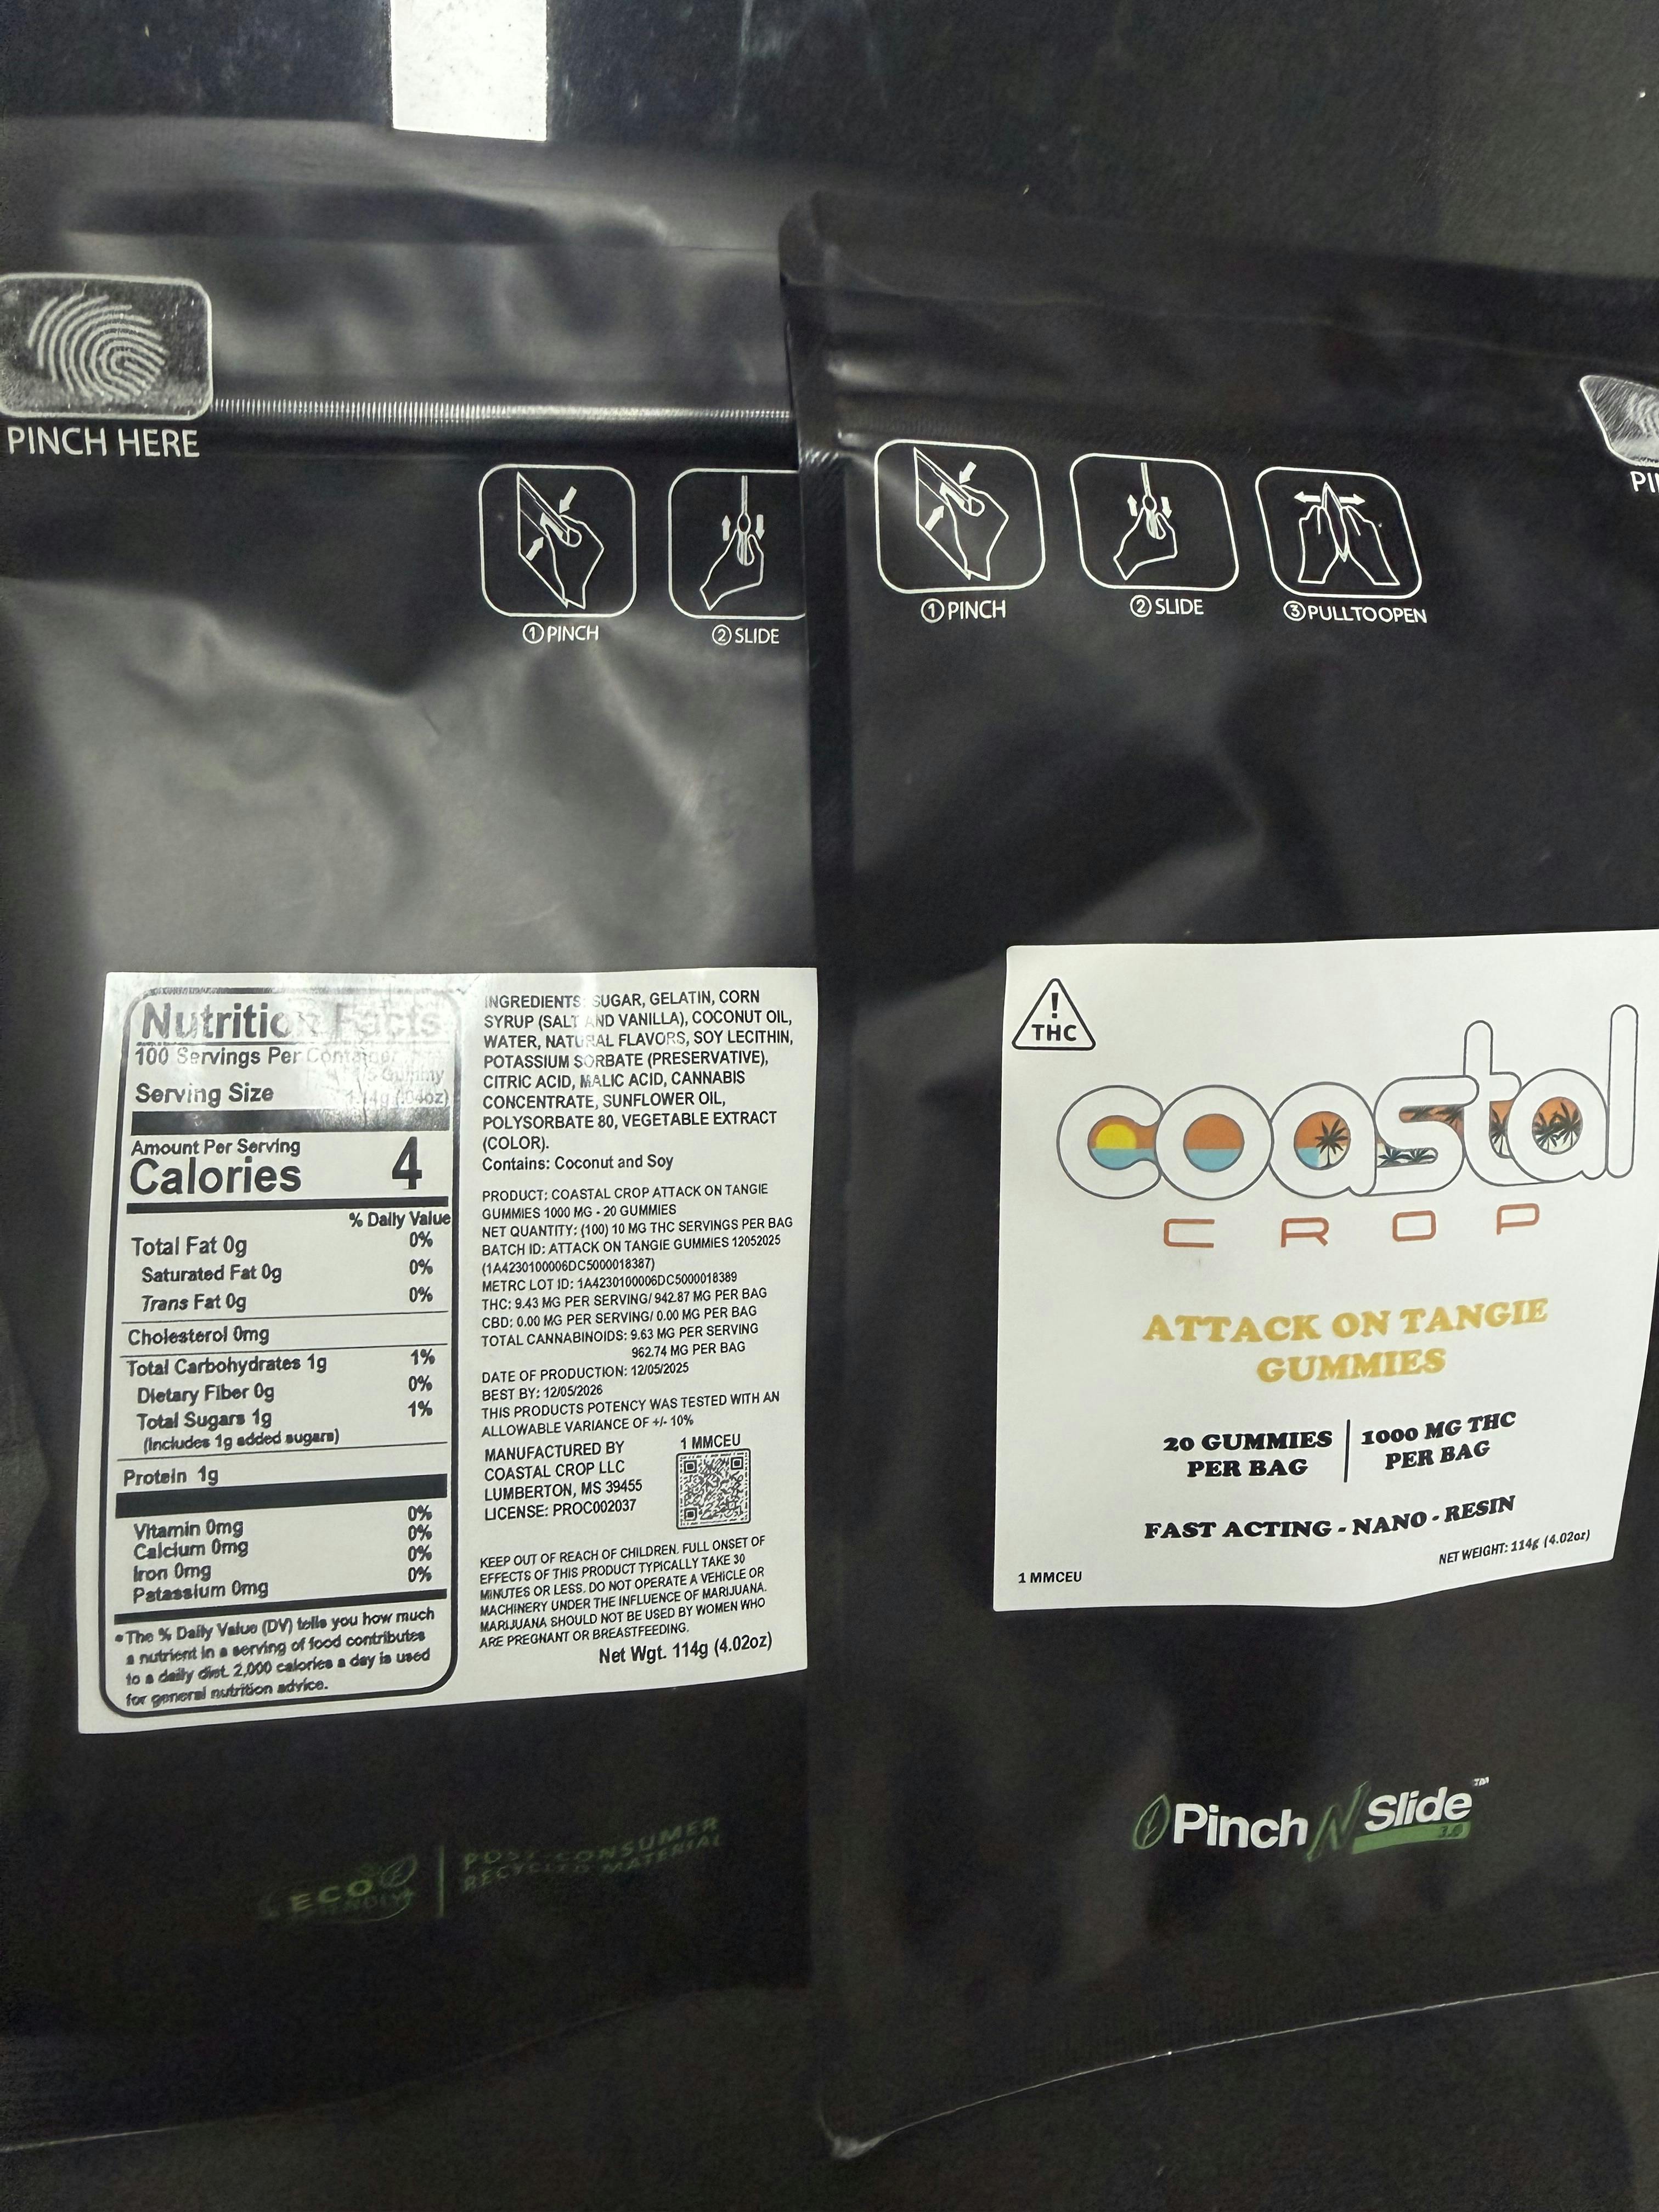 PINCH HERE
①PINCH
②SLIDE
Nutrition Facts
100 Servings Per Container
Serving Size
Gummy
1.14g (.04oz)
Amount Per Serving
Calories 4
% Daily Value
Total Fat 0g 0%
Saturated Fat 0g 0%
Trans Fat 0g 0%
Cholesterol 0mg
Total Carbohydrates 1g 1%
Dietary Fiber 0g 0%
Total Sugars 1g 1%
(Includes 1g added sugars)
Protein 1g
Vitamin 0mg 0%
Calcium 0mg 0%
Iron 0mg 0%
Patassium 0mg 0%
•The % Daily Value (DV) tells you how much
a nutrient in a serving of food contributes
to a daily diet. 2,000 calories a day is used
for general nutrition advice.
INGREDIENTS: SUGAR, GELATIN, CORN
SYRUP (SALT AND VANILLA), COCONUT OIL,
WATER, NATURAL FLAVORS, SOY LECITHIN,
POTASSIUM SORBATE (PRESERVATIVE),
CITRIC ACID, MALIC ACID, CANNABIS
CONCENTRATE, SUNFLOWER OIL,
POLYSORBATE 80, VEGETABLE EXTRACT
(COLOR).
Contains: Coconut and Soy
PRODUCT: COASTAL CROP ATTACK ON TANGIE
GUMMIES 1000 MG - 20 GUMMIES
NET QUANTITY: (100) 10 MG THC SERVINGS PER BAG
BATCH ID: ATTACK ON TANGIE GUMMIES 12052025
(1A4230100006DC5000018387)
METRC LOT ID: 1A4230100006DC5000018389
THC: 9.43 MG PER SERVING/ 942.87 MG PER BAG
CBD: 0.00 MG PER SERVING/ 0.00 MG PER BAG
TOTAL CANNABINOIDS: 9.63 MG PER SERVING
962.74 MG PER BAG
DATE OF PRODUCTION: 12/05/2025
BEST BY: 12/05/2026
THIS PRODUCTS POTENCY WAS TESTED WITH AN
ALLOWABLE VARIANCE OF +/- 10%
MANUFACTURED BY
COASTAL CROP LLC
LUMBERTON, MS 39455
LICENSE: PROC002037
1 MMCEU
KEEP OUT OF REACH OF CHILDREN. FULL ONSET OF
EFFECTS OF THIS PRODUCT TYPICALLY TAKE 30
MINUTES OR LESS. DO NOT OPERATE A VEHICLE OR
MACHINERY UNDER THE INFLUENCE OF MARIJUANA.
MARIJUANA SHOULD NOT BE USED BY WOMEN WHO
ARE PREGNANT OR BREASTFEEDING.
Net Wgt. 114g (4.02oz)
ECO
POST-CONSUMER
RECYCLED MATERIAL
①PINCH
②SLIDE
③PULLTOOPEN
PI
!
THC
coastal
CROP
ATTACK ON TANGIE
GUMMIES
20 GUMMIES
PER BAG
1000 MG THC
PER BAG
FAST ACTING - NANO - RESIN
NET WEIGHT: 114g (4.02oz)
1 MMCEU
Pinch N Slide™
3.0